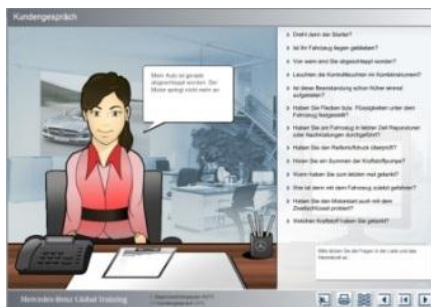 Kundengespräch
Mein Auto ist gerade
abgeschleppt worden. Der
Motor springt nicht mehr an.
Dreht denn der Starter?
Ist Ihr Fahrzeug liegen geblieben?
Von wem sind Sie abgeschleppt worden?
Leuchten die Kontrollleuchten im Kombiinstrument?
Ist diese Beanstandung schon früher einmal
aufgetreten?
Haben Sie Flecken bzw. Flüssigkeiten unter dem
Fahrzeug festgestellt?
Haben Sie am Fahrzeug in letzter Zeit Reparaturen
oder Nachrüstungen durchgeführt?
Haben Sie den Reifenluftdruck überprüft?
Hören Sie ein Summen der Kraftstoffpumpe?
Wann haben Sie zum letzten mal getankt?
Wer ist denn mit dem Fahrzeug zuletzt gefahren?
Haben Sie den Motorstart auch mit dem
Zweitschlüssel probiert?
Welchen Kraftstoff haben Sie getankt?
Mercedes-Benz Global Training